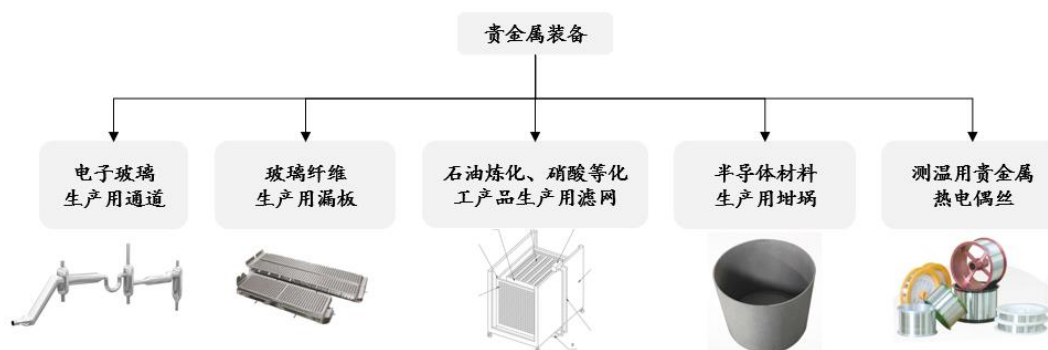 贵金属装备
电子玻璃
生产用通道
玻璃纤维
生产用漏板
石油炼化、硝酸等化
工产品生产用滤网
半导体材料
生产用坩埚
测温用贵金属
热电偶丝